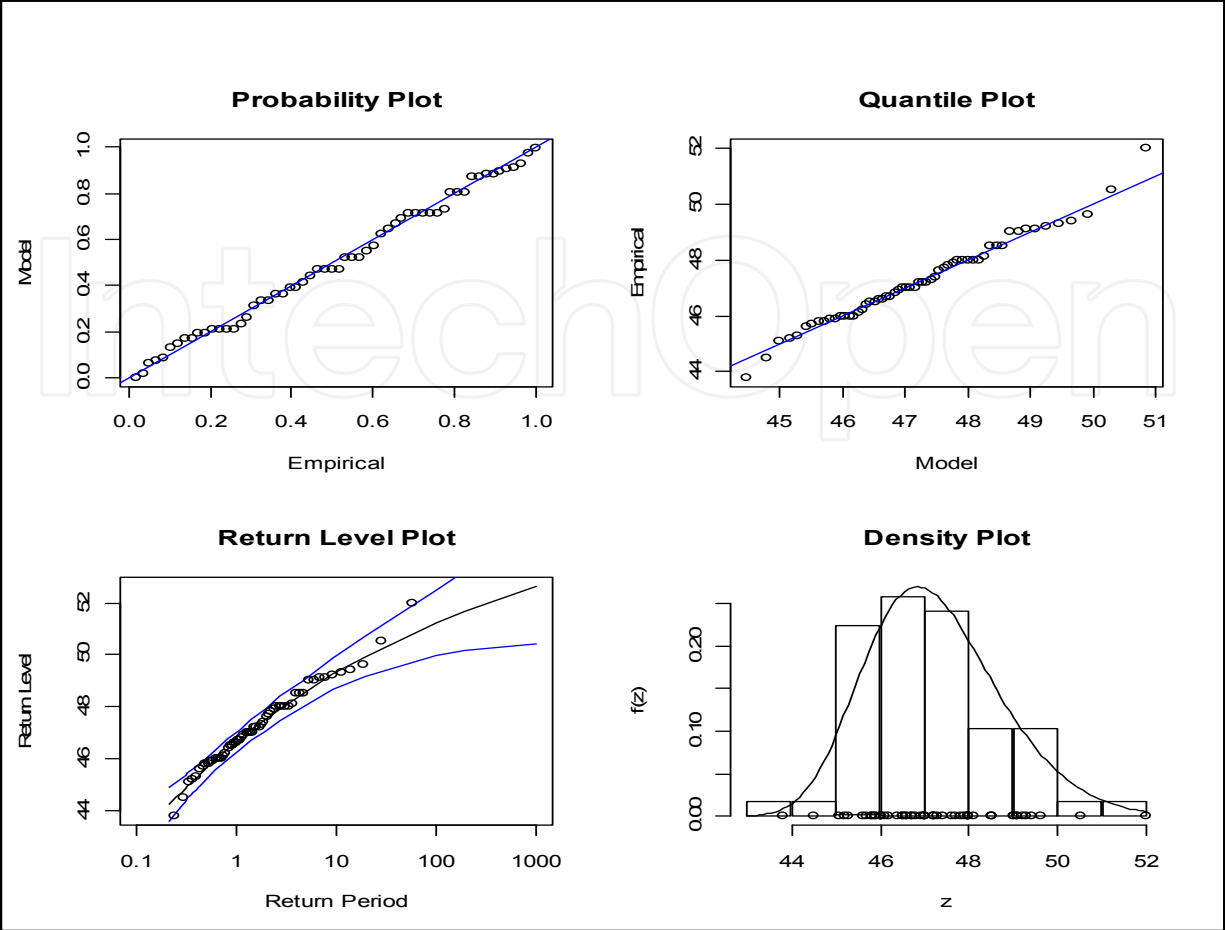 Probability Plot
Model
0.0 0.2 0.4 0.6 0.8 1.0
0.0 0.2 0.4 0.6 0.8 1.0
Empirical
Quantile Plot
Empirical
44 46 48 50 52
45 46 47 48 49 50 51
Model
IntechOpen
Return Level Plot
Return Level
44 46 48 50 52
0.1 1 10 100 1000
Return Period
Density Plot
f(z)
0.00 0.10 0.20
44 46 48 50 52
z